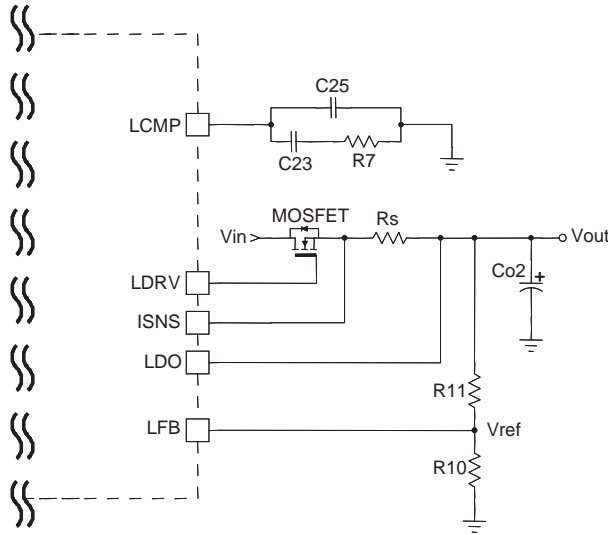 C25
LCMP
C23
R7
MOSFET
Rs
Vin
Vout
Co2
+
LDRV
ISNS
LDO
R11
LFB
Vref
R10